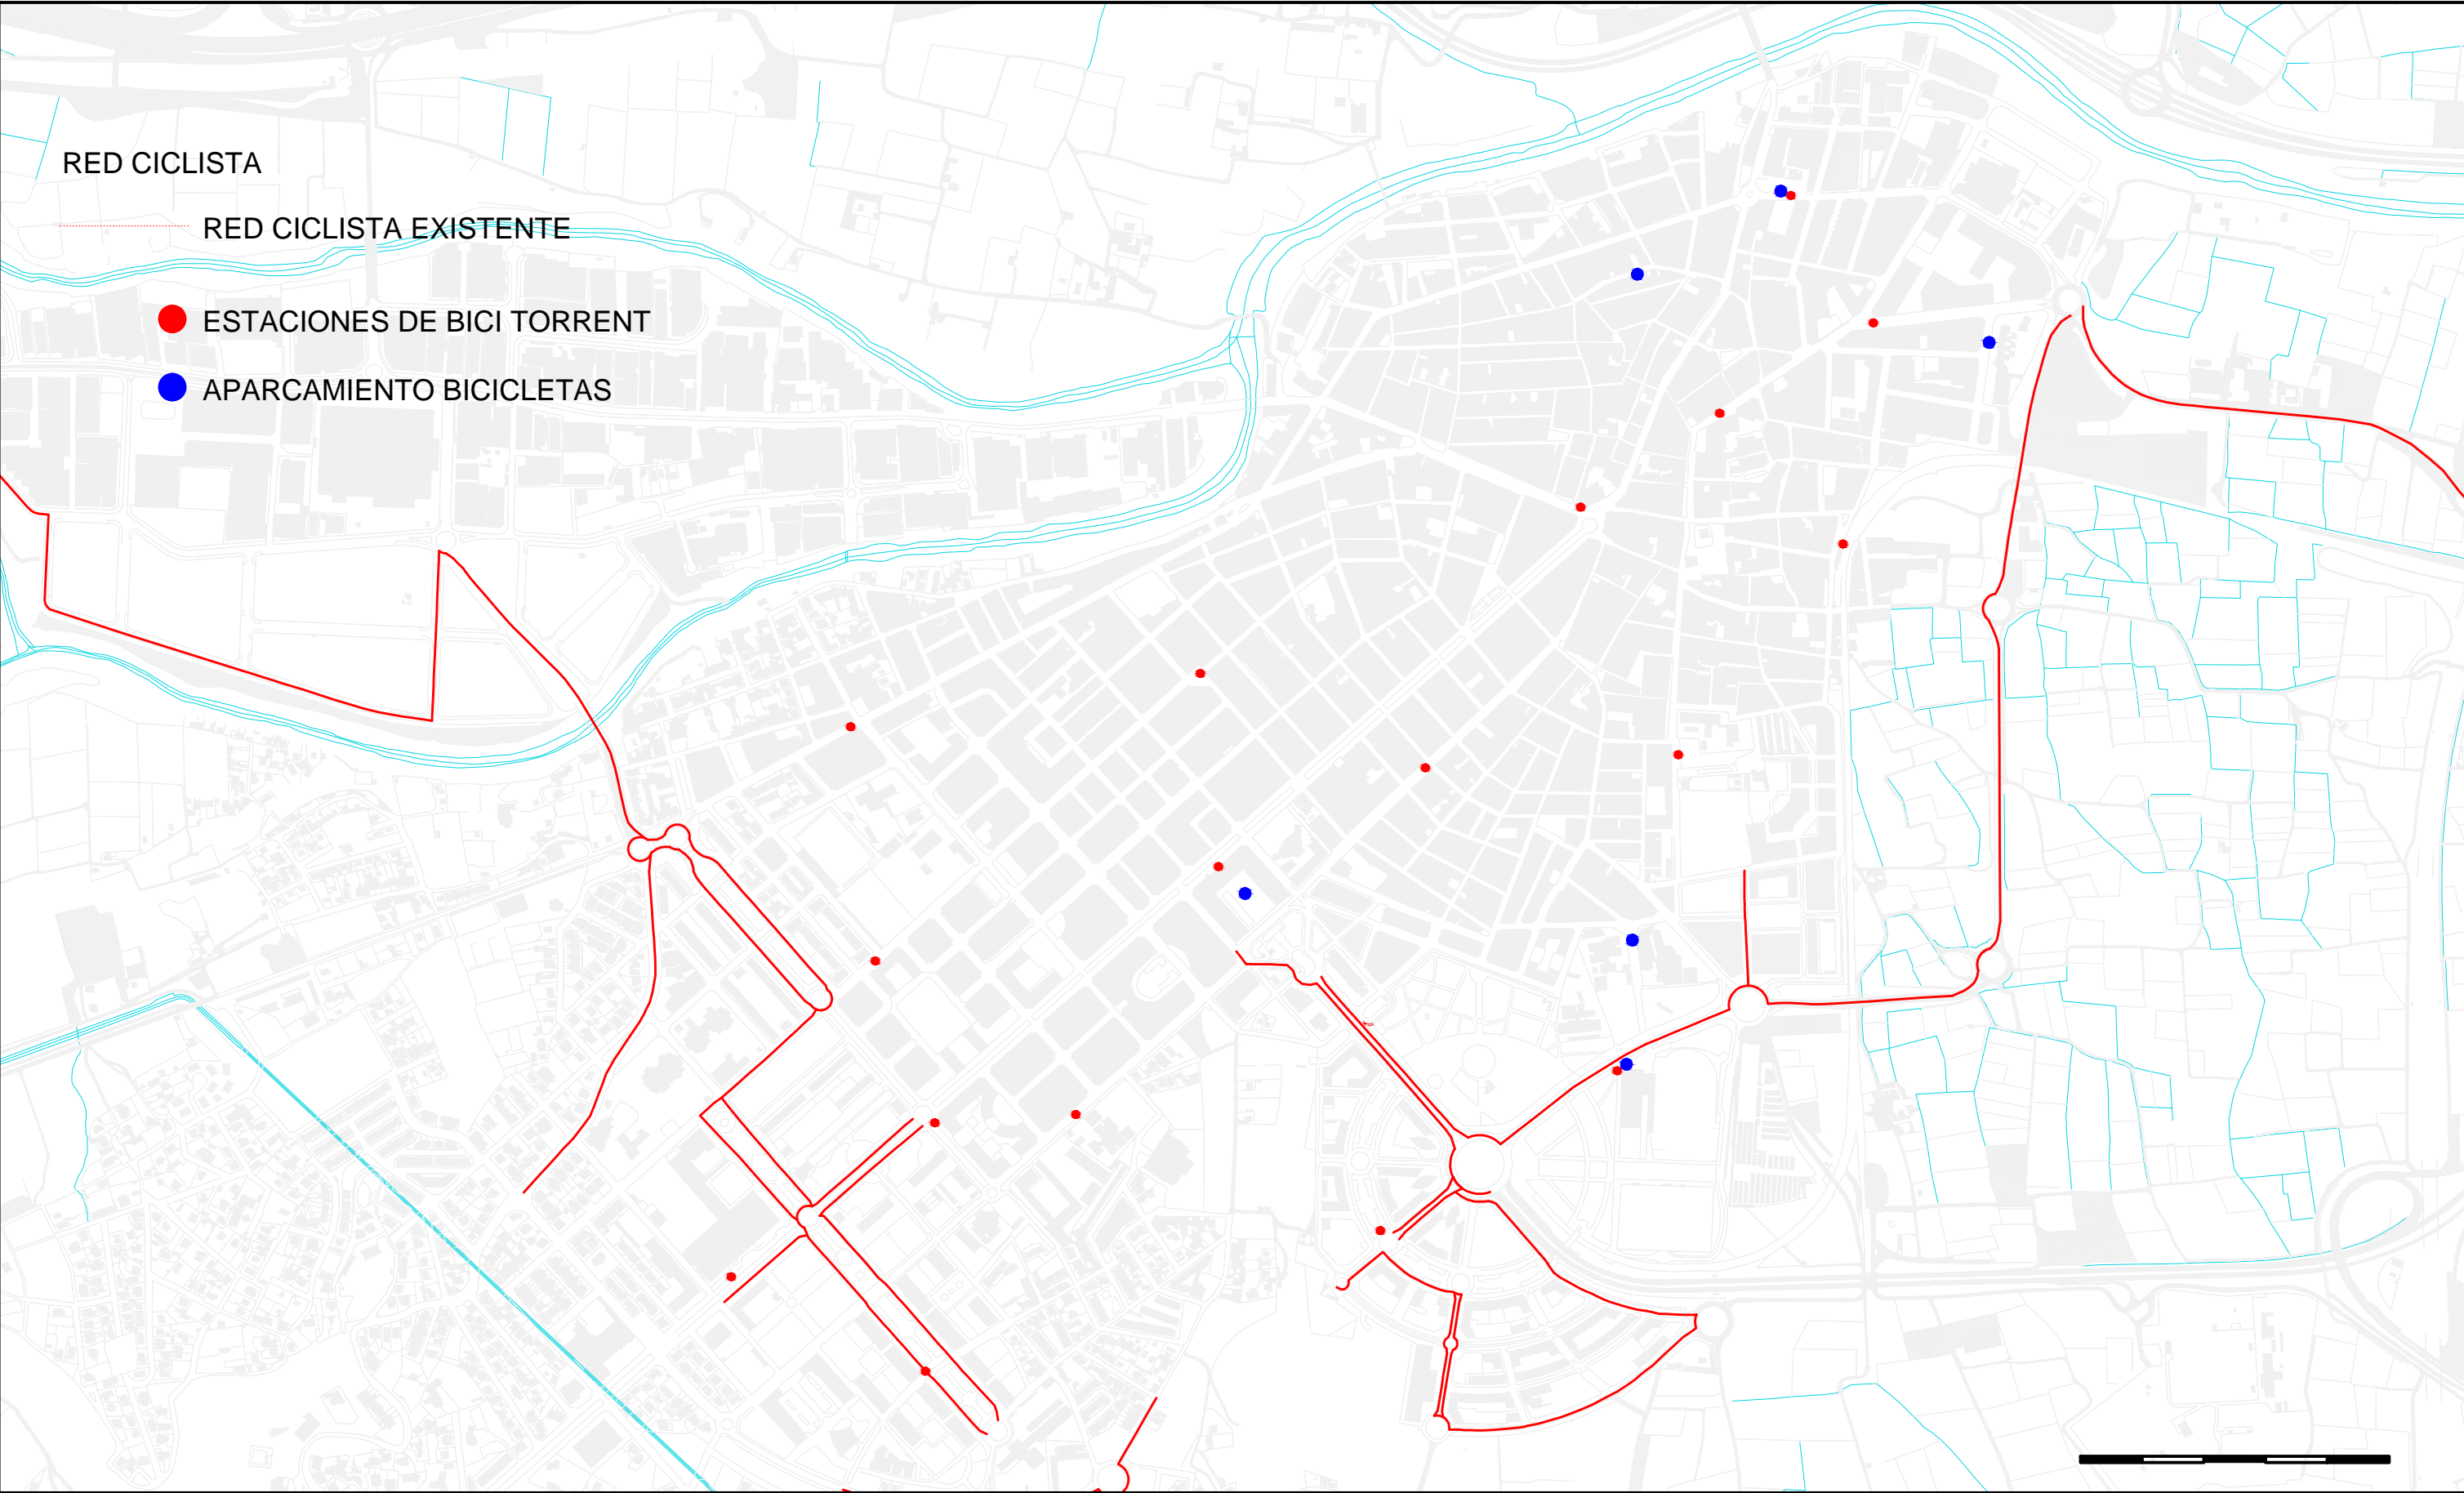 RED CICLISTA
RED CICLISTA EXISTENTE
ESTACIONES DE BICI TORRENT
APARCAMIENTO BICICLETAS